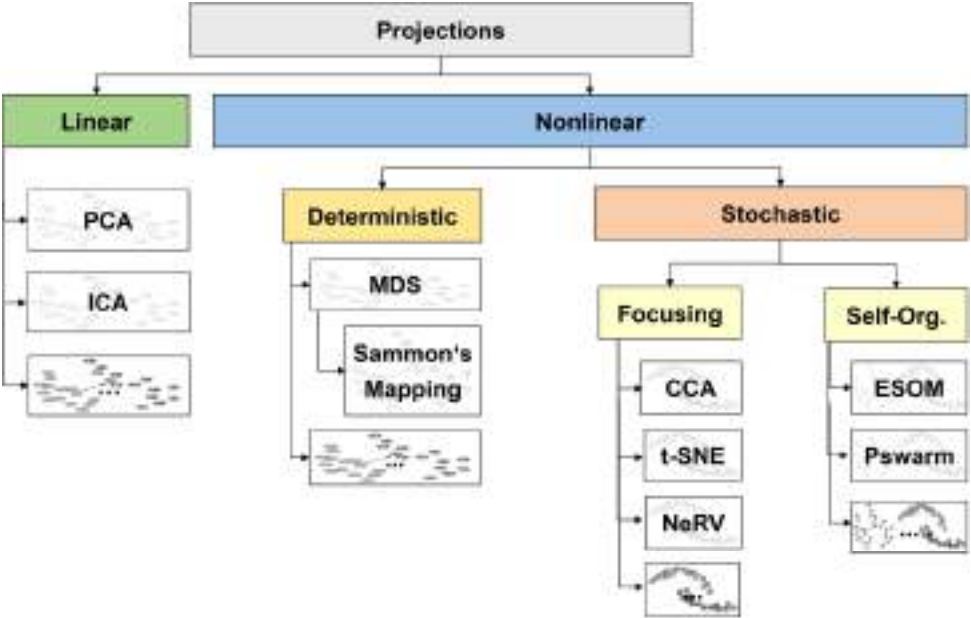 Projections
Linear
Nonlinear
PCA
ICA
...
Deterministic
MDS
Sammon's
Mapping
...
Stochastic
Focusing
CCA
t-SNE
NeRV
...
Self-Org.
ESOM
Pswarm
...